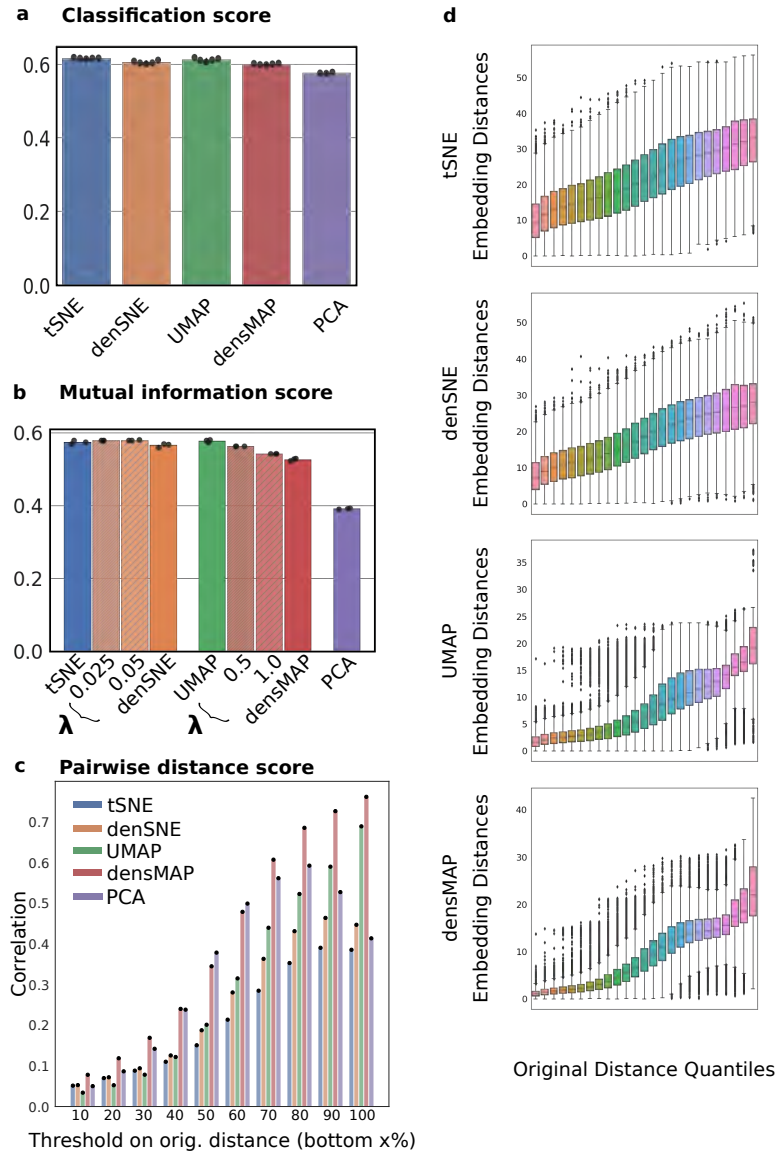 a Classification score
0.6
0.4
0.2
0.0
tSNE
denSNE
UMAP
densMAP
PCA
b Mutual information score
0.6
0.4
0.2
0.0
tSNE
0.025
0.05
denSNE
UMAP
0.5
1.0
densMAP
PCA
λ
λ
c Pairwise distance score
Correlation
0.7
0.6
0.5
0.4
0.3
0.2
0.1
0.0
tSNE
denSNE
UMAP
densMAP
PCA
10 20 30 40 50 60 70 80 90 100
Threshold on orig. distance (bottom x%)
d
tSNE
Embedding Distances
50
40
30
20
10
0
denSNE
Embedding Distances
50
40
30
20
10
0
UMAP
Embedding Distances
35
30
25
20
15
10
5
0
densMAP
Embedding Distances
40
30
20
10
0
Original Distance Quantiles